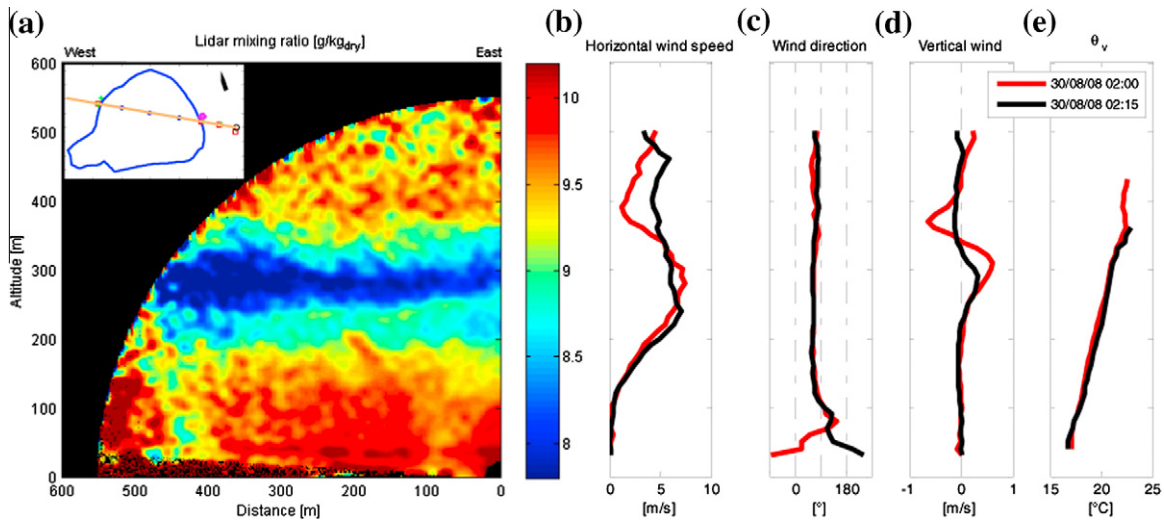 (a)
Lidar mixing ratio [g/kg dry]
West
East
600
500
400
300
200
100
0
Altitude [m]
600
500
400
300
200
100
0
Distance [m]
10
9.5
9
8.5
8
(b)
Horizontal wind speed
0
5
10
[m/s]
(c)
Wind direction
0
180
[°]
(d)
Vertical wind
-1
0
1
[m/s]
(e)
θv
30/08/08 02:00
30/08/08 02:15
15
20
25
[°C]